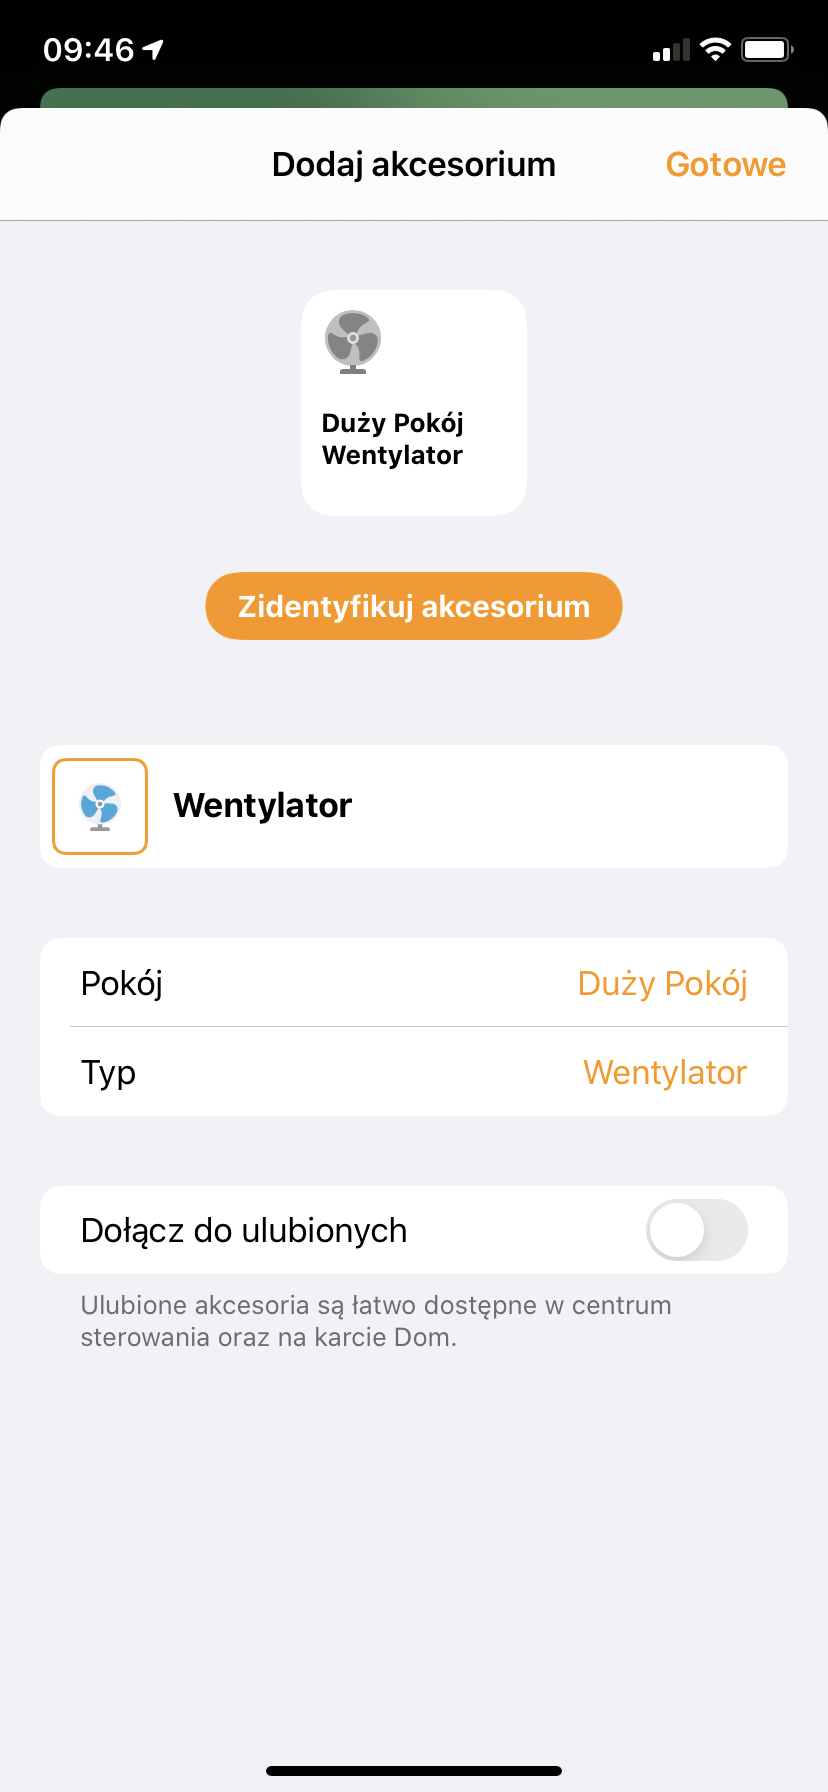 09:46
Dodaj akcesorium
Gotowe
Duży Pokój
Wentylator
Zidentyfikuj akcesorium
Wentylator
Pokój
Duży Pokój
Typ
Wentylator
Dołącz do ulubionych
Ulubione akcesoria są łatwo dostępne w centrum
sterowania oraz na karcie Dom.